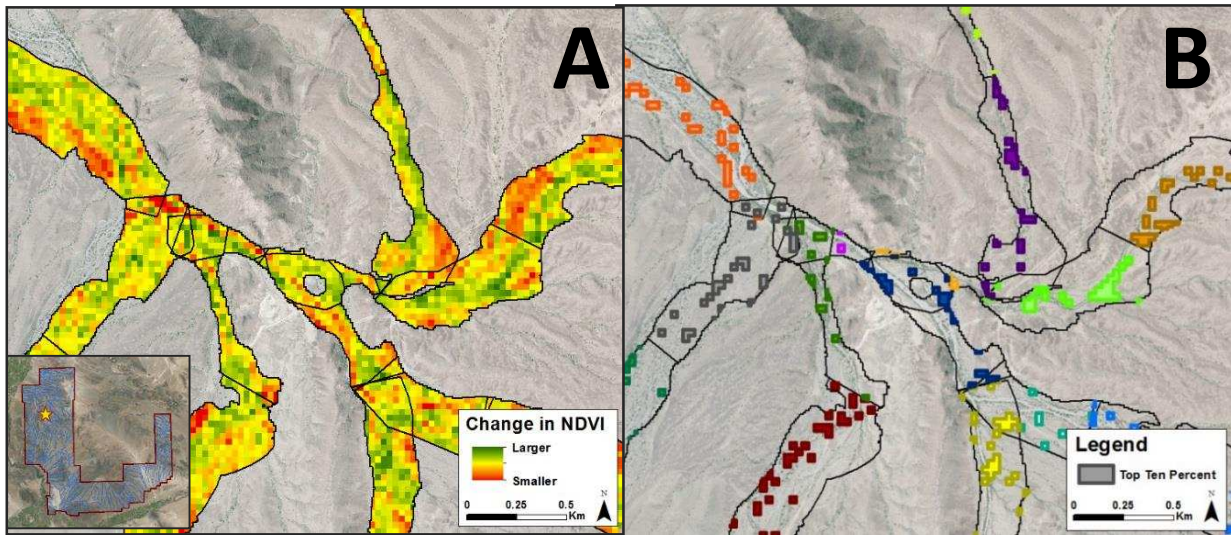 A
Change in NDVI
Larger
Smaller
0 0.25 0.5
Km
N
B
Legend
Top Ten Percent
0 0.25 0.5
Km
N